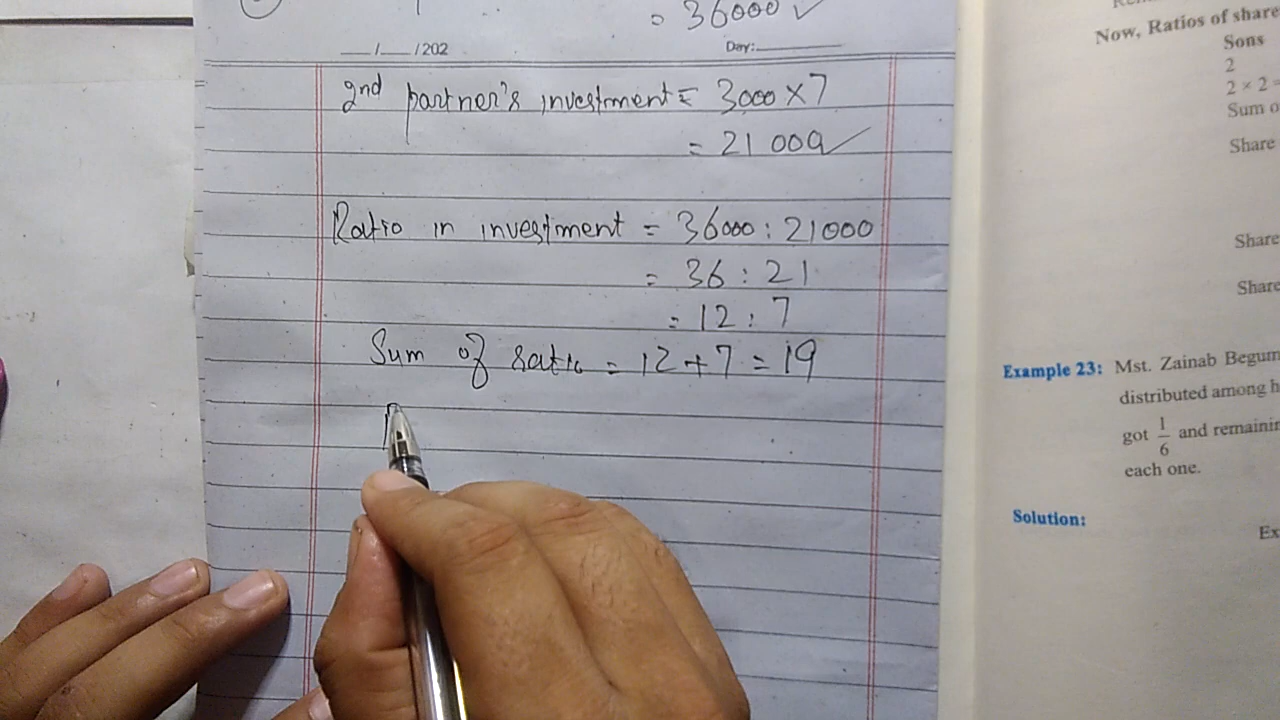 = 36000 ✓
__/__/202 Day:
2nd partner's investment = 3000 × 7
= 21000 ✓
Ratio in investment = 36000 : 21000
= 36 : 21
= 12 : 7
Sum of ratio = 12 + 7 = 19
Now, Ratios of share
Sons
2
2 × 2
Sum o
Share
Share
Share
Example 23: Mst. Zainab Begum
distributed among h
got 1/6 and remainin
each one.
Solution:
Ex